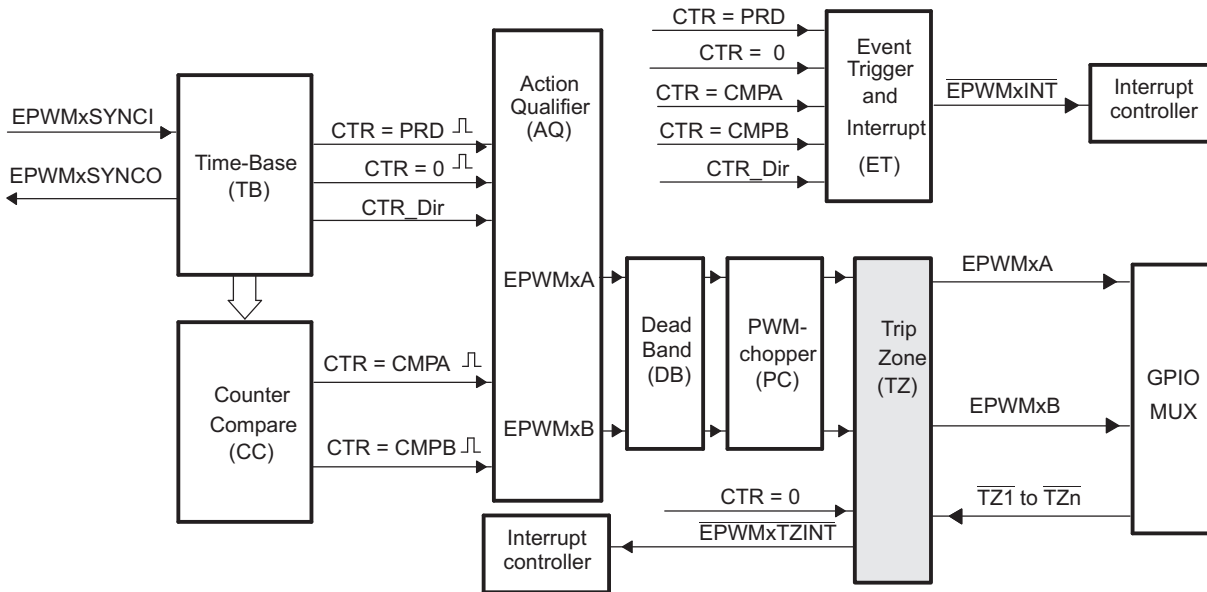 EPWMxSYNCI
EPWMxSYNCO
Time-Base
(TB)
CTR = PRD
CTR = 0
CTR_Dir
Counter
Compare
(CC)
CTR = CMPA
CTR = CMPB
Action
Qualifier
(AQ)
EPWMxA
EPWMxB
CTR = PRD
CTR = 0
CTR = CMPA
CTR = CMPB
CTR_Dir
Event
Trigger
and
Interrupt
(ET)
EPWMxINT
Interrupt
controller
Dead
Band
(DB)
PWM-
chopper
(PC)
Trip
Zone
(TZ)
EPWMxA
EPWMxB
TZ1 to TZn
GPIO
MUX
CTR = 0
EPWMxTZINT
Interrupt
controller